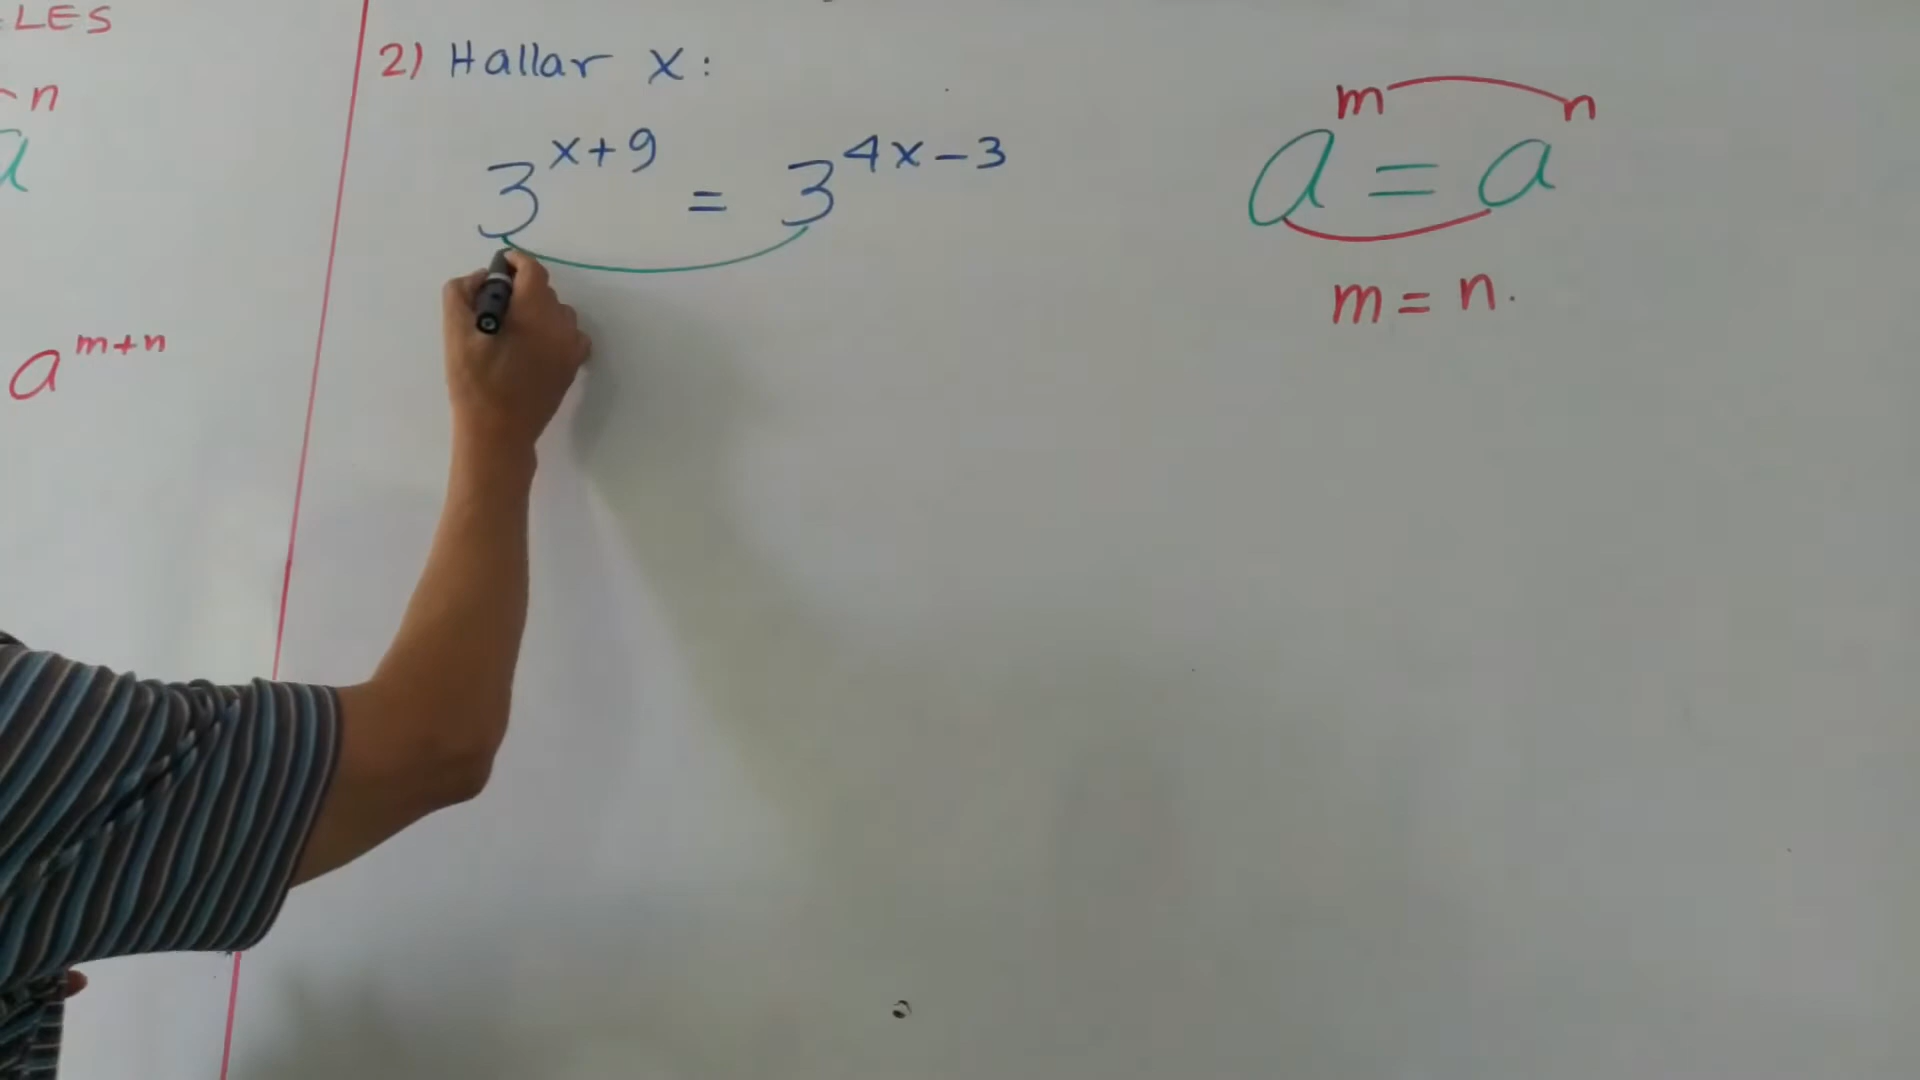 LES
n
a
a^m+n
2) Hallar x:
3^x+9 = 3^4x-3
a^m = a^n
m = n.